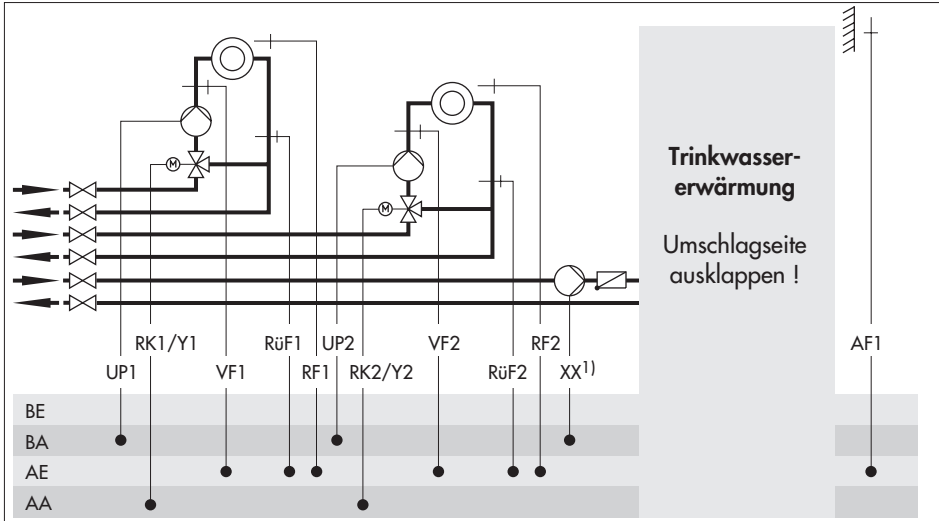 M
M
Trinkwasser-
erwärmung
Umschlagseite
ausklappen !
RK1/Y1 RüF1 UP2 VF2 RF2 AF1
UP1 VF1 RF1 RK2/Y2 RüF2 XX1)
BE
BA
AE
AA